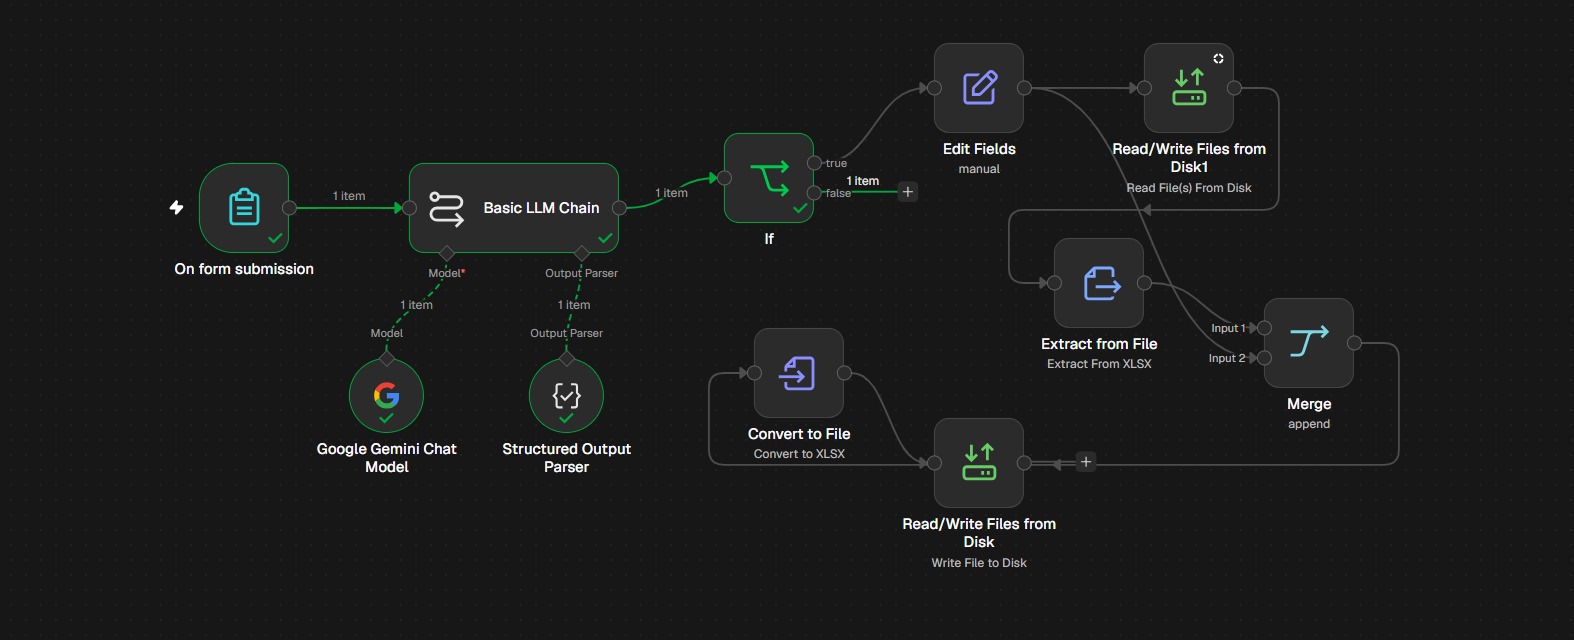 On form submission
1 item
Basic LLM Chain
Model*
Output Parser
1 item
1 item
Model
Output Parser
Google Gemini Chat
Model
Structured Output
Parser
1 item
If
true
false
1 item
Edit Fields
manual
Read/Write Files from
Disk1
Read File(s) From Disk
Extract from File
Extract From XLSX
Input 1
Input 2
Merge
append
Convert to File
Convert to XLSX
Read/Write Files from
Disk
Write File to Disk